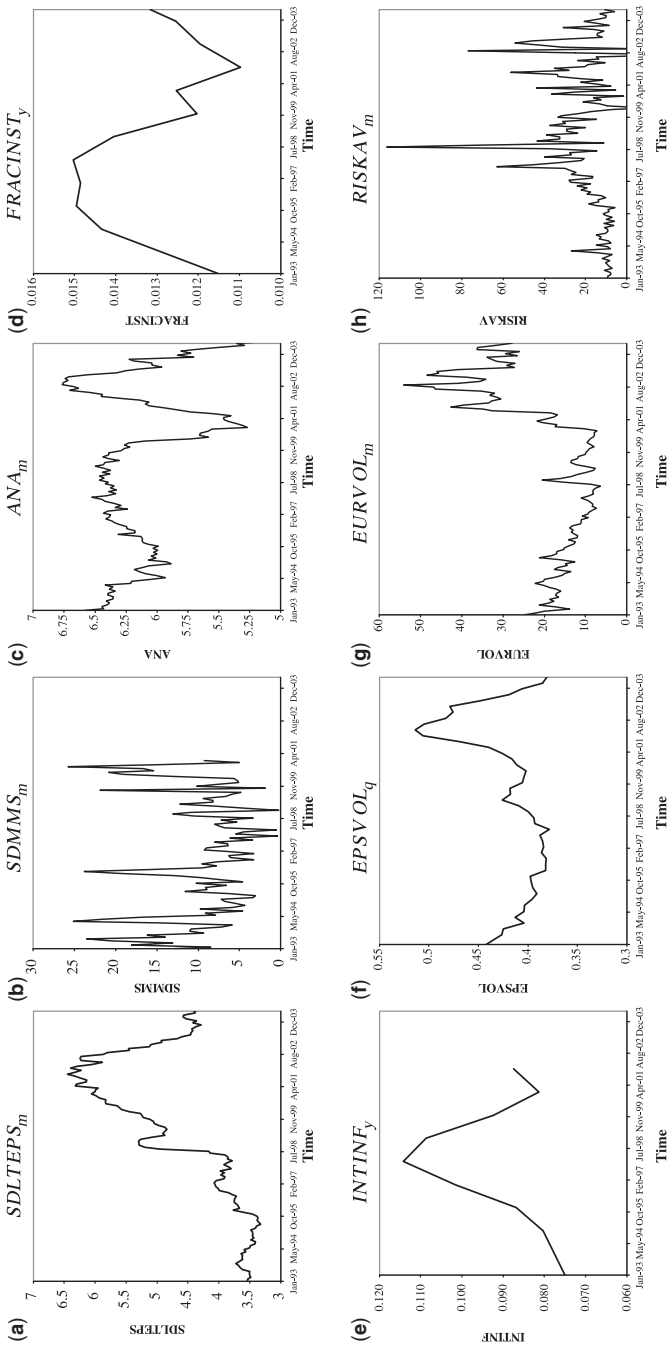 (a)
SDLTEPSm
SDLTEPS
7
6.5
6
5.5
5
4.5
4
3.5
3
Jan-93 May-94 Oct-95 Feb-97 Jul-98 Nov-99 Apr-01 Aug-02 Dec-03
Time
(b)
SDMMSm
SDMMS
30
25
20
15
10
5
0
Jan-93 May-94 Oct-95 Feb-97 Jul-98 Nov-99 Apr-01 Aug-02 Dec-03
Time
(c)
ANAm
ANA
7
6.75
6.5
6.25
6
5.75
5.5
5.25
5
Jan-93 May-94 Oct-95 Feb-97 Jul-98 Nov-99 Apr-01 Aug-02 Dec-03
Time
(d)
FRACINSTy
FRACINST
0.016
0.015
0.014
0.013
0.012
0.011
0.010
Jan-93 May-94 Oct-95 Feb-97 Jul-98 Nov-99 Apr-01 Aug-02 Dec-03
Time
(e)
INTINFy
INTINF
0.120
0.110
0.100
0.090
0.080
0.070
0.060
Jan-93 May-94 Oct-95 Feb-97 Jul-98 Nov-99 Apr-01 Aug-02 Dec-03
Time
(f)
EPSVOLq
EPSVOL
0.55
0.5
0.45
0.4
0.35
0.3
Jan-93 May-94 Oct-95 Feb-97 Jul-98 Nov-99 Apr-01 Aug-02 Dec-03
Time
(g)
EURVOLm
EURVOL
60
50
40
30
20
10
0
Jan-93 May-94 Oct-95 Feb-97 Jul-98 Nov-99 Apr-01 Aug-02 Dec-03
Time
(h)
RISKAVm
RISKAV
120
100
80
60
40
20
0
Jan-93 May-94 Oct-95 Feb-97 Jul-98 Nov-99 Apr-01 Aug-02 Dec-03
Time